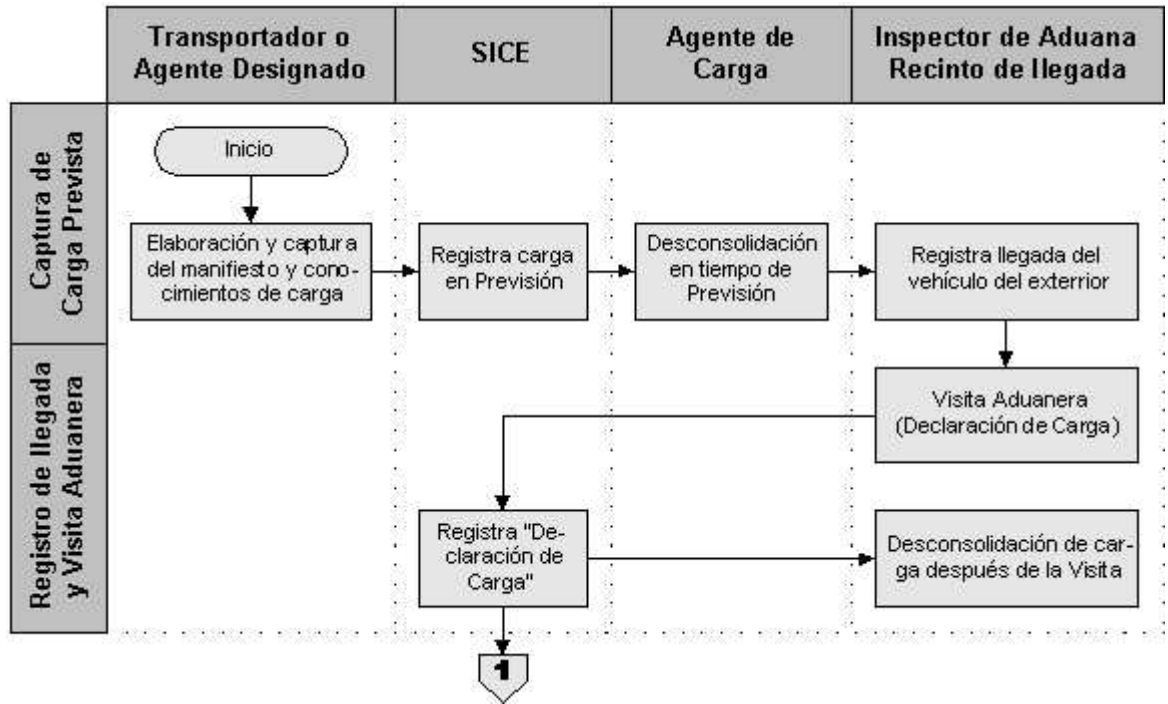 Transportador o
Agente Designado
SICE
Agente de
Carga
Inspector de Aduana
Recinto de llegada
Captura de
Carga Prevista
Inicio
Elaboración y captura
del manifiesto y cono-
cimientos de carga
Registra carga
en Previsión
Desconsolidación
en tiempo de
Previsión
Registra llegada del
vehículo del exterrior
Registro de llegada
y Visita Aduanera
Visita Aduanera
(Declaración de Carga)
Registra "De-
claración de
Carga"
Desconsolidación de car-
ga después de la Visita
1